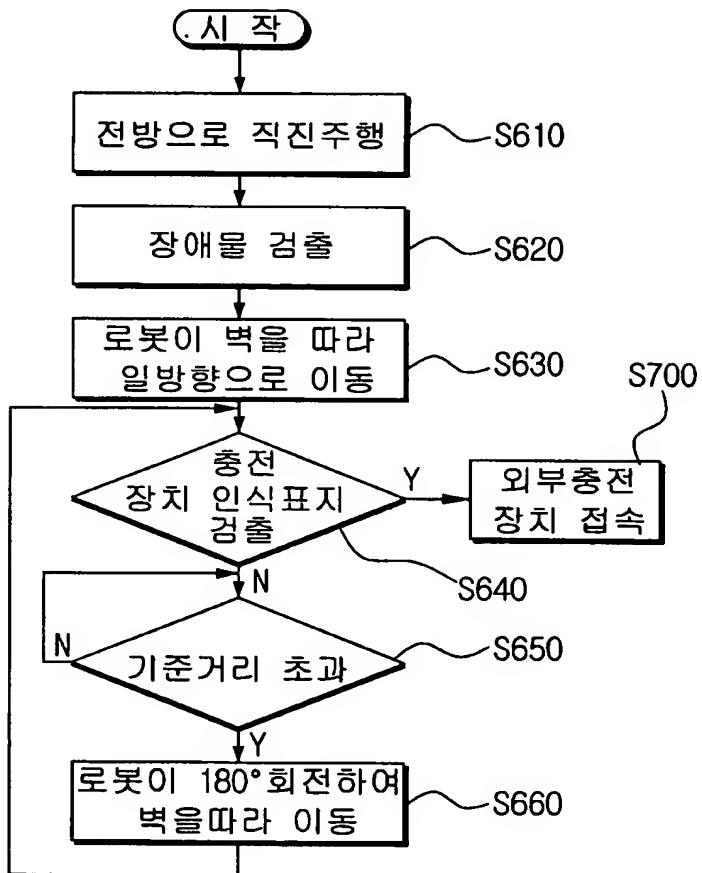 시 작
전방으로 직진주행
S610
장애물 검출
S620
로봇이 벽을 따라
일방향으로 이동
S630
S700
충전
장치 인식표지
검출
Y
외부충전
장치 접속
N
S640
N
기준거리 초과
S650
Y
로봇이 180°회전하여
벽을따라 이동
S660